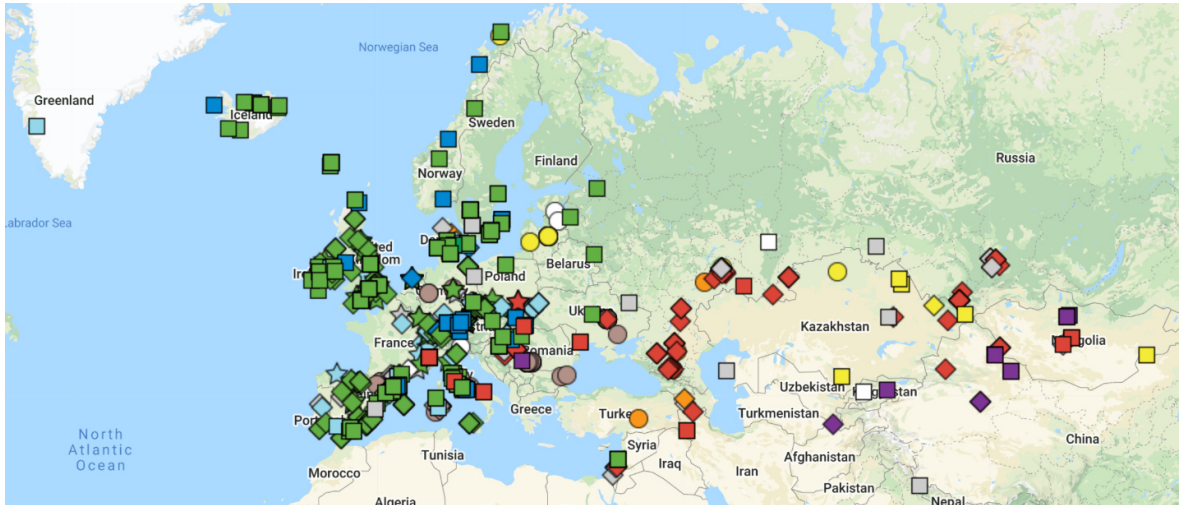 Norwegian Sea
Greenland
Iceland
Sweden
Finland
Norway
Russia
Labrador Sea
Belarus
Poland
Kazakhstan
France
Romania
Greece
Uzbekistan
Turkmenistan
Syria
Tunisia
Morocco
Algeria
Iraq
Iran
Afghanistan
Pakistan
Nepal
China
North
Atlantic
Ocean